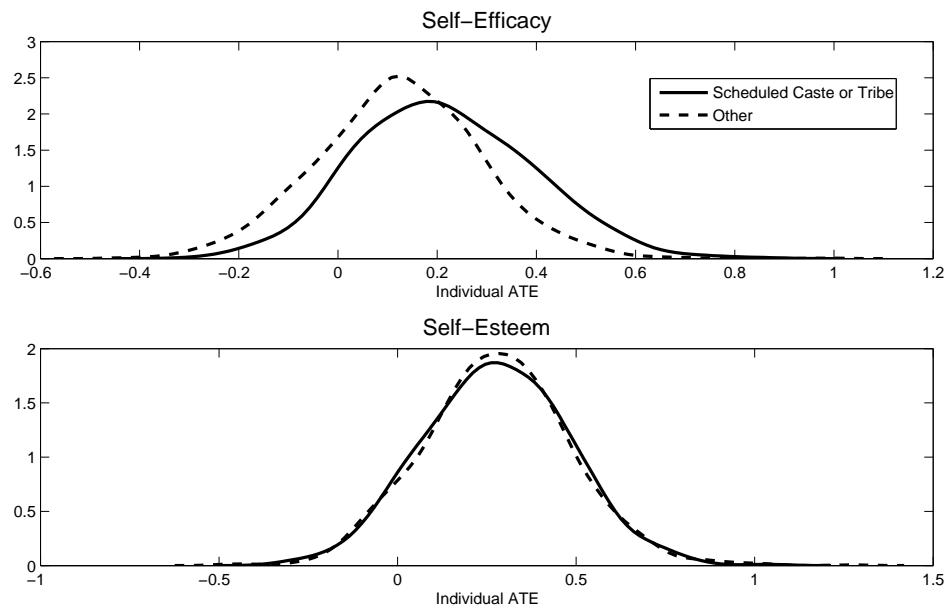 Self−Efficacy
3
2.5
2
1.5
1
0.5
0
Scheduled Caste or Tribe
Other
−0.6 −0.4 −0.2 0 0.2 0.4 0.6 0.8 1 1.2
Individual ATE
Self−Esteem
2
1.5
1
0.5
0
−1 −0.5 0 0.5 1 1.5
Individual ATE